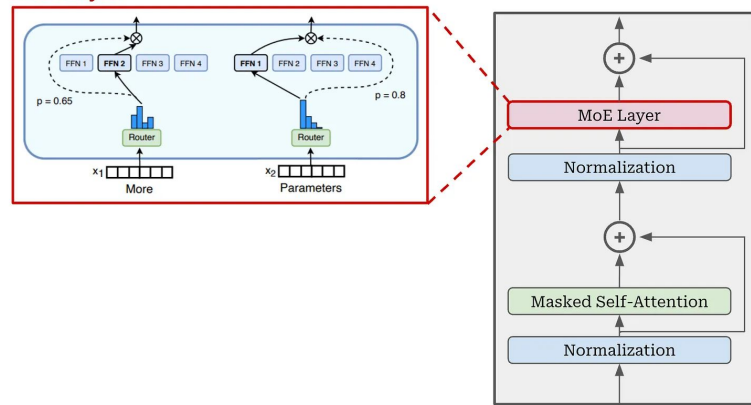 FFN 1 FFN 2 FFN 3 FFN 4
FFN 1 FFN 2 FFN 3 FFN 4
p = 0.65
p = 0.8
Router
Router
x1
More
x2
Parameters
MoE Layer
Normalization
Masked Self-Attention
Normalization